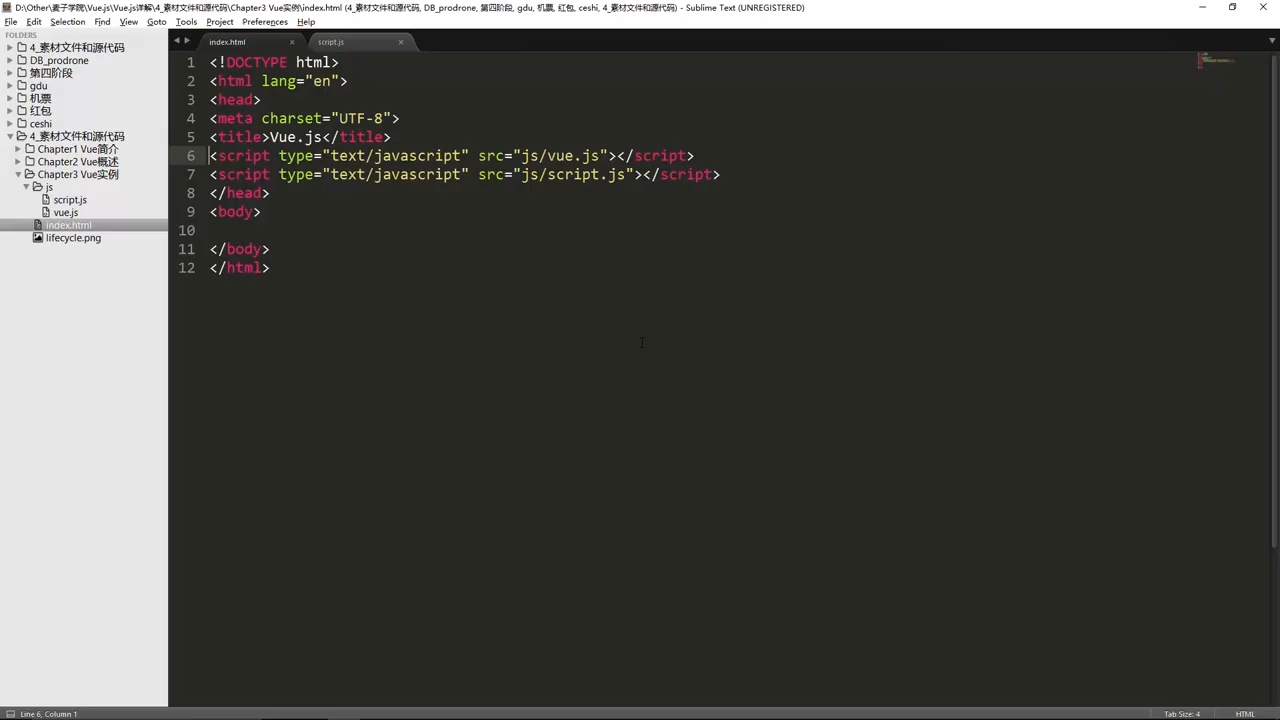 D:\Other\麦子学院\Vue.js\Vue.js详解\4_素材文件和源代码\Chapter3 Vue实例\index.html (4_素材文件和源代码, DB_prodrone, 第四阶段, gdu, 机票, 红包, ceshi, 4_素材文件和源代码) - Sublime Text (UNREGISTERED)
File Edit Selection Find View Goto Tools Project Preferences Help
FOLDERS
4_素材文件和源代码
DB_prodrone
第四阶段
gdu
机票
红包
ceshi
4_素材文件和源代码
Chapter1 Vue简介
Chapter2 Vue概述
Chapter3 Vue实例
js
script.js
vue.js
index.html
lifecycle.png
index.html script.js
1 <!DOCTYPE html>
2 <html lang="en">
3 <head>
4 <meta charset="UTF-8">
5 <title>Vue.js</title>
6 <script type="text/javascript" src="js/vue.js"></script>
7 <script type="text/javascript" src="js/script.js"></script>
8 </head>
9 <body>
10
11 </body>
12 </html>
Line 6, Column 1 Tab Size: 4 HTML